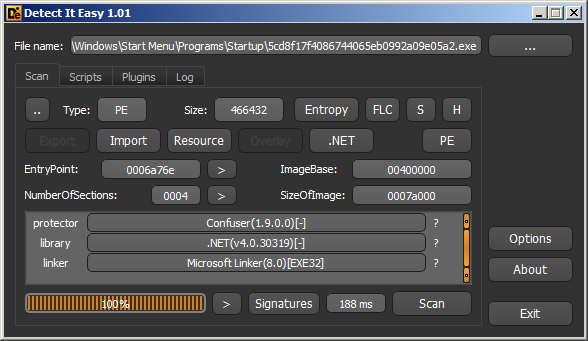 Detect It Easy 1.01
File name: \Windows\Start Menu\Programs\Startup\5cd8f17f4086744065eb0992a09e05a2.exe ...
Scan Scripts Plugins Log
.. Type: PE Size: 466432 Entropy FLC S H
Export Import Resource Overlay .NET PE
EntryPoint: 0006a76e > ImageBase: 00400000
NumberOfSections: 0004 > SizeOfImage: 0007a000
protector Confuser(1.9.0.0)[-] ?
library .NET(v4.0.30319)[-] ?
linker Microsoft Linker(8.0)[EXE32] ?
Options
About
100% > Signatures 188 ms Scan
Exit